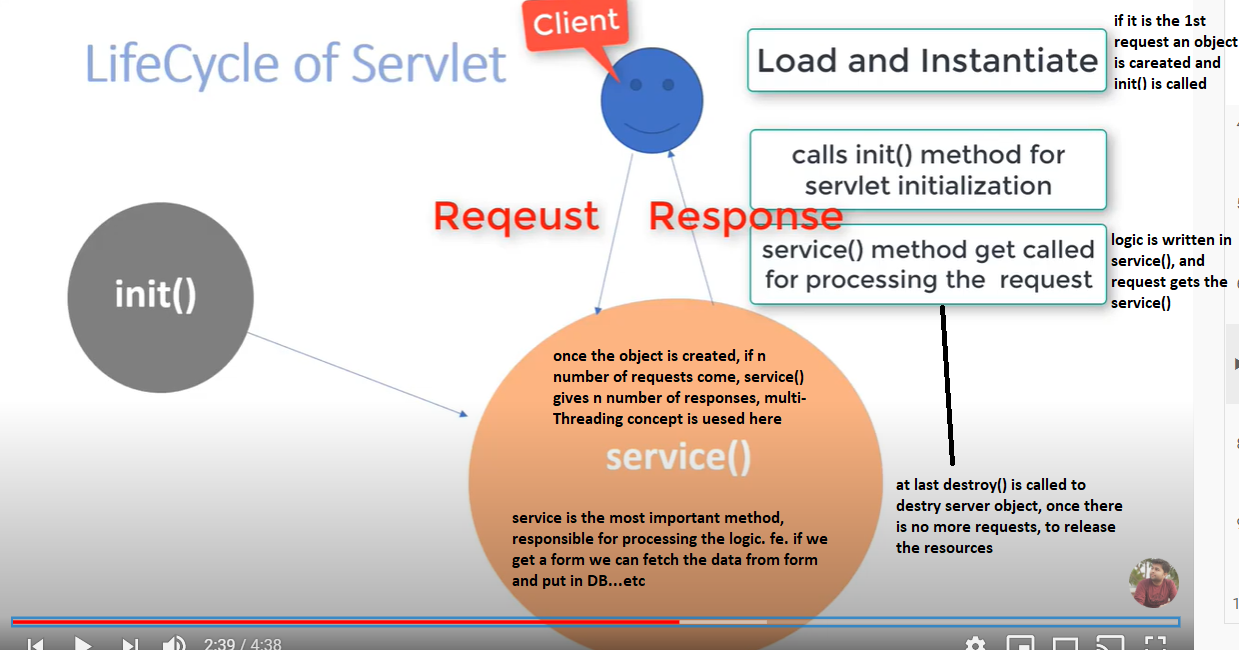 Client
LifeCycle of Servlet
Load and Instantiate
if it is the 1st
request an object
is careated and
init() is called
calls init() method for
servlet initialization
Reqeust
Response
service() method get called
for processing the request
logic is written in
service(), and
request gets the
service()
init()
once the object is created, if n
number of requests come, service()
gives n number of responses, multi-
Threading concept is uesed here
service()
service is the most important method,
responsible for processing the logic. fe. if we
get a form we can fetch the data from form
and put in DB...etc
at last destroy() is called to
destry server object, once there
is no more requests, to release
the resources
2:39 / 4:38